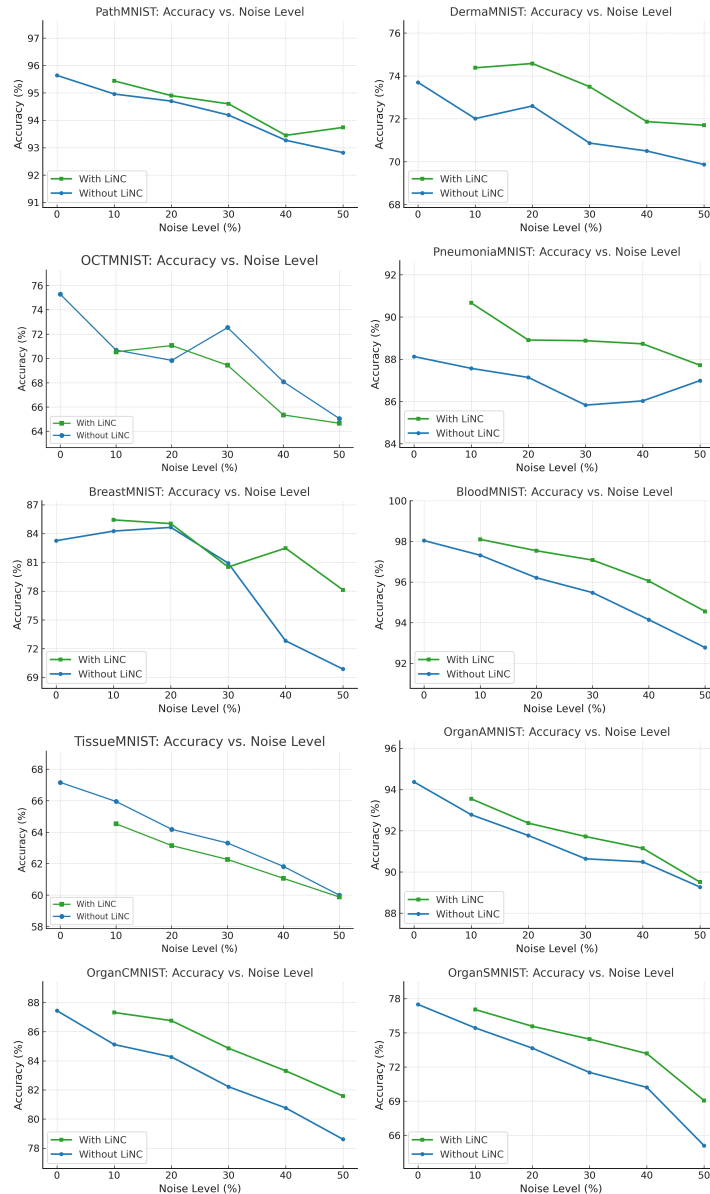 PathMNIST: Accuracy vs. Noise Level
Accuracy (%)
97
96
95
94
93
92
91
With LiNC
Without LiNC
0 10 20 30 40 50
Noise Level (%)
DermaMNIST: Accuracy vs. Noise Level
Accuracy (%)
76
74
72
70
68
With LiNC
Without LiNC
0 10 20 30 40 50
Noise Level (%)
OCTMNIST: Accuracy vs. Noise Level
Accuracy (%)
76
74
72
70
68
66
64
With LiNC
Without LiNC
0 10 20 30 40 50
Noise Level (%)
PneumoniaMNIST: Accuracy vs. Noise Level
Accuracy (%)
92
90
88
86
84
With LiNC
Without LiNC
0 10 20 30 40 50
Noise Level (%)
BreastMNIST: Accuracy vs. Noise Level
Accuracy (%)
87
84
81
78
75
72
69
With LiNC
Without LiNC
0 10 20 30 40 50
Noise Level (%)
BloodMNIST: Accuracy vs. Noise Level
Accuracy (%)
100
98
96
94
92
With LiNC
Without LiNC
0 10 20 30 40 50
Noise Level (%)
TissueMNIST: Accuracy vs. Noise Level
Accuracy (%)
68
66
64
62
60
58
With LiNC
Without LiNC
0 10 20 30 40 50
Noise Level (%)
OrganAMNIST: Accuracy vs. Noise Level
Accuracy (%)
96
94
92
90
88
With LiNC
Without LiNC
0 10 20 30 40 50
Noise Level (%)
OrganCMNIST: Accuracy vs. Noise Level
Accuracy (%)
88
86
84
82
80
78
With LiNC
Without LiNC
0 10 20 30 40 50
Noise Level (%)
OrganSMNIST: Accuracy vs. Noise Level
Accuracy (%)
78
75
72
69
66
With LiNC
Without LiNC
0 10 20 30 40 50
Noise Level (%)